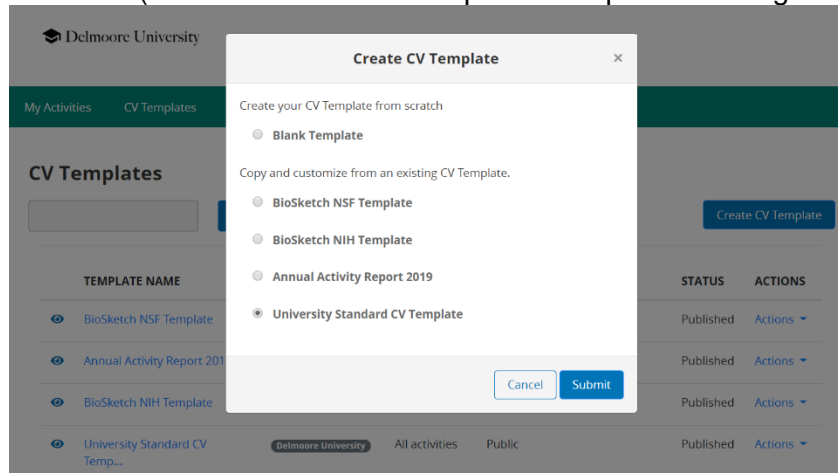 Delmoore University
Create CV Template ×
My Activities CV Templates
Create your CV Template from scratch
Blank Template
Copy and customize from an existing CV Template.
CV Templates
BioSketch NSF Template
Create CV Template
BioSketch NIH Template
Annual Activity Report 2019
TEMPLATE NAME STATUS ACTIONS
University Standard CV Template
BioSketch NSF Template Published Actions
Annual Activity Report 201 Published Actions
Cancel Submit
BioSketch NIH Template Published Actions
University Standard CV Delmoore University All activities Public Published Actions
Temp...